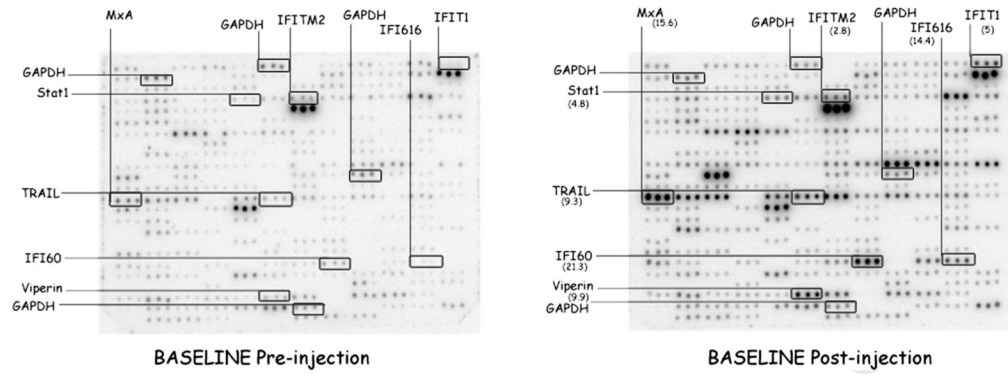 MxA
GAPDH
IFITM2
GAPDH
IFI616
IFIT1
GAPDH
Stat1
TRAIL
IFI60
Viperin
GAPDH
BASELINE Pre-injection
MxA
(15.6)
GAPDH
IFITM2
(2.8)
GAPDH
IFI616
(14.4)
IFIT1
(5)
GAPDH
Stat1
(4.8)
TRAIL
(9.3)
IFI60
(21.3)
Viperin
(9.9)
GAPDH
BASELINE Post-injection